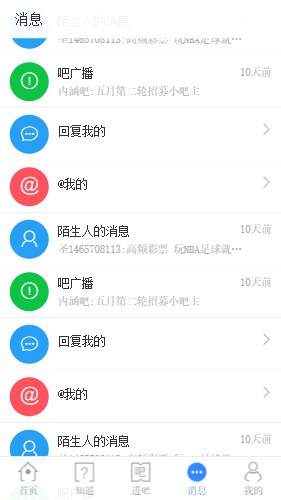 消息
陌生人的消息
圣1465708113:高频彩票 玩NBA足球就…
吧广播
10天前
内涵吧:五月第二轮招募小吧主
回复我的
@我的
陌生人的消息
10天前
圣1465708113:高频彩票 玩NBA足球就…
吧广播
10天前
内涵吧:五月第二轮招募小吧主
回复我的
@我的
陌生人的消息
10天前
首页
知道
进吧
消息
我的